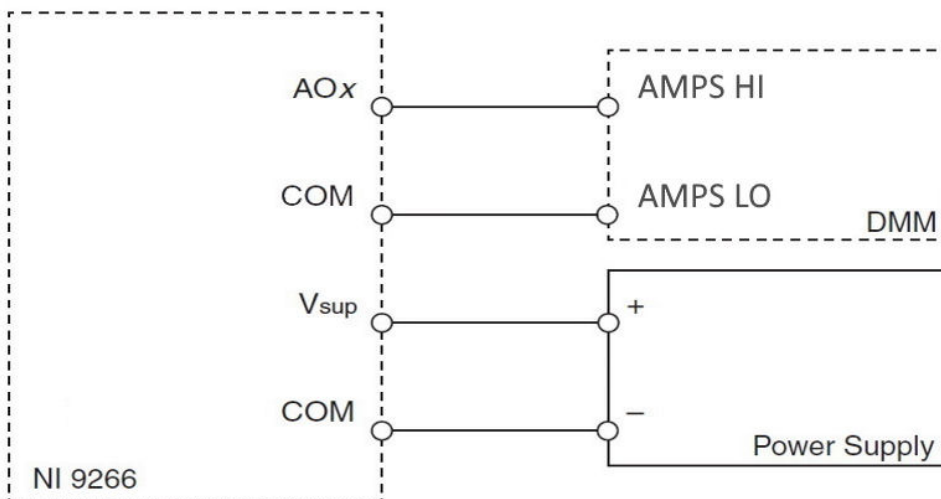 AOx
AMPS HI
COM
AMPS LO
DMM
Vsup
+
COM
–
Power Supply
NI 9266